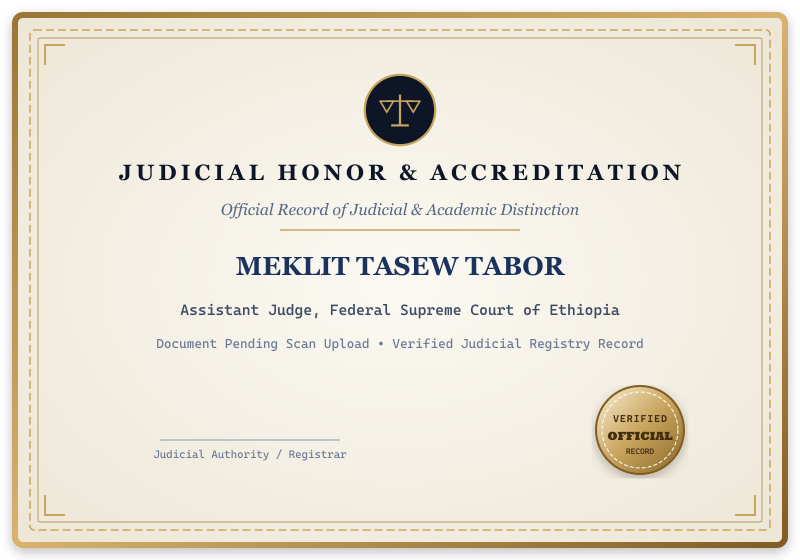 JUDICIAL HONOR & ACCREDITATION
Official Record of Judicial & Academic Distinction
MEKLIT TASEW TABOR
Assistant Judge, Federal Supreme Court of Ethiopia
Document Pending Scan Upload • Verified Judicial Registry Record
VERIFIED
OFFICIAL
RECORD
Judicial Authority / Registrar